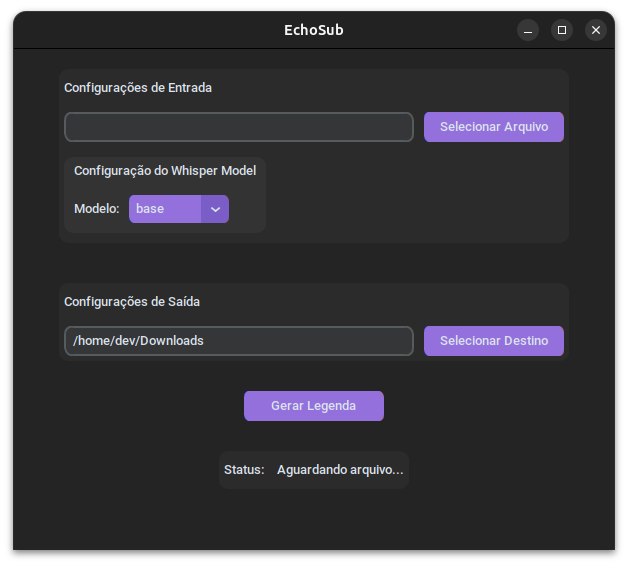 EchoSub
Configurações de Entrada
Selecionar Arquivo
Configuração do Whisper Model
Modelo: base
Configurações de Saída
/home/dev/Downloads Selecionar Destino
Gerar Legenda
Status: Aguardando arquivo...